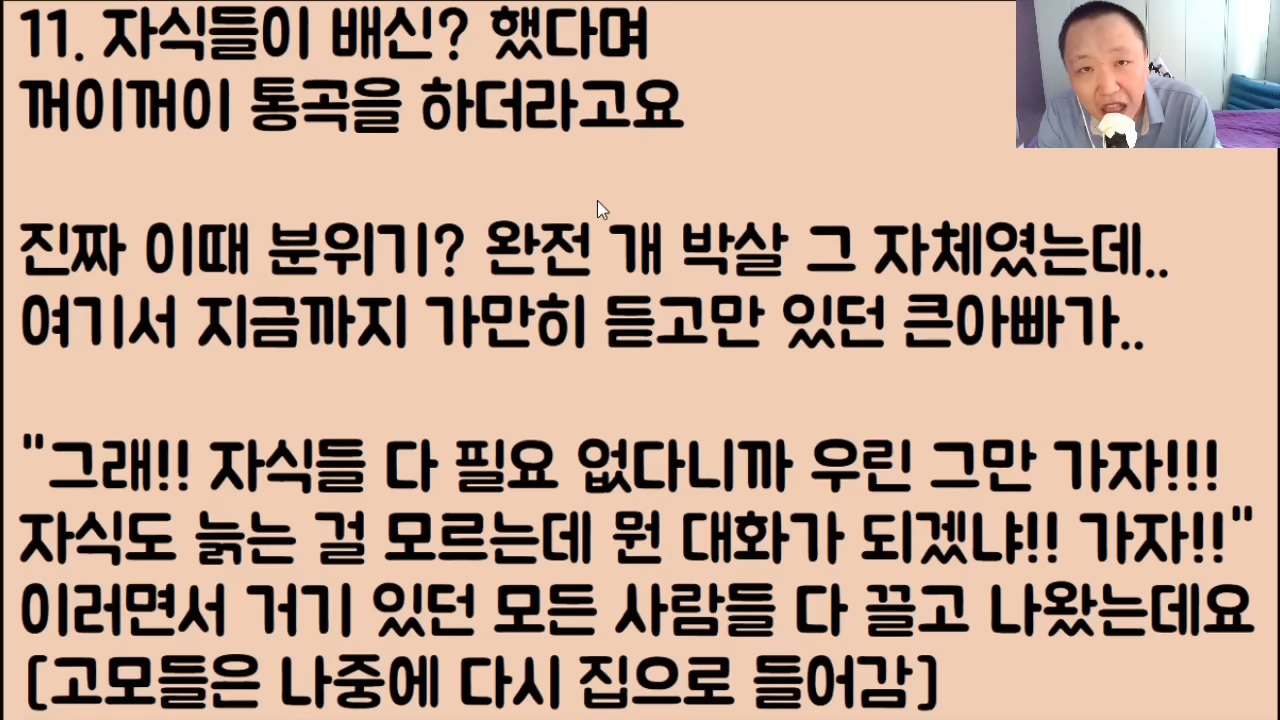 11. 자식들이 배신? 했다며
꺼이꺼이 통곡을 하더라고요
진짜 이때 분위기? 완전 개 박살 그 자체였는데..
여기서 지금까지 가만히 듣고만 있던 큰아빠가..
"그래!! 자식들 다 필요 없다니까 우린 그만 가자!!!
자식도 늙는 걸 모르는데 뭔 대화가 되겠냐!! 가자!!"
이러면서 거기 있던 모든 사람들 다 끌고 나왔는데요
[고모들은 나중에 다시 집으로 들어감]